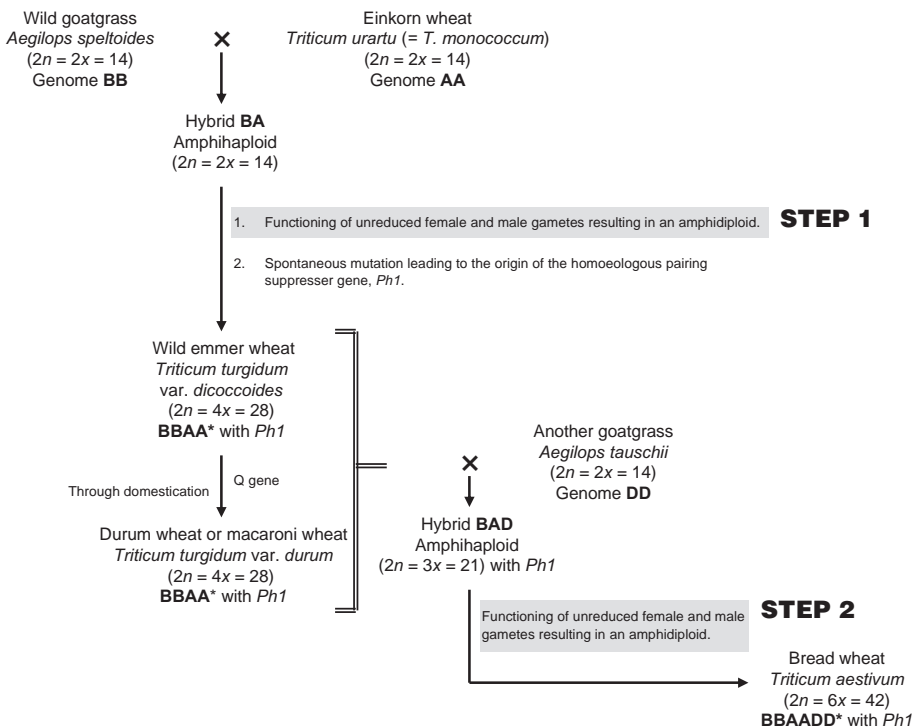 Wild goatgrass
Aegilops speltoides
(2n = 2x = 14)
Genome BB
×
Einkorn wheat
Triticum urartu (= T. monococcum)
(2n = 2x = 14)
Genome AA
Hybrid BA
Amphihaploid
(2n = 2x = 14)
1. Functioning of unreduced female and male gametes resulting in an amphidiploid.
STEP 1
2. Spontaneous mutation leading to the origin of the homoeologous pairing
suppresser gene, Ph1.
Wild emmer wheat
Triticum turgidum
var. dicoccoides
(2n = 4x = 28)
BBAA* with Ph1
Through domestication
Q gene
Durum wheat or macaroni wheat
Triticum turgidum var. durum
(2n = 4x = 28)
BBAA* with Ph1
×
Another goatgrass
Aegilops tauschii
(2n = 2x = 14)
Genome DD
Hybrid BAD
Amphihaploid
(2n = 3x = 21) with Ph1
Functioning of unreduced female and male
gametes resulting in an amphidiploid.
STEP 2
Bread wheat
Triticum aestivum
(2n = 6x = 42)
BBAADD* with Ph1